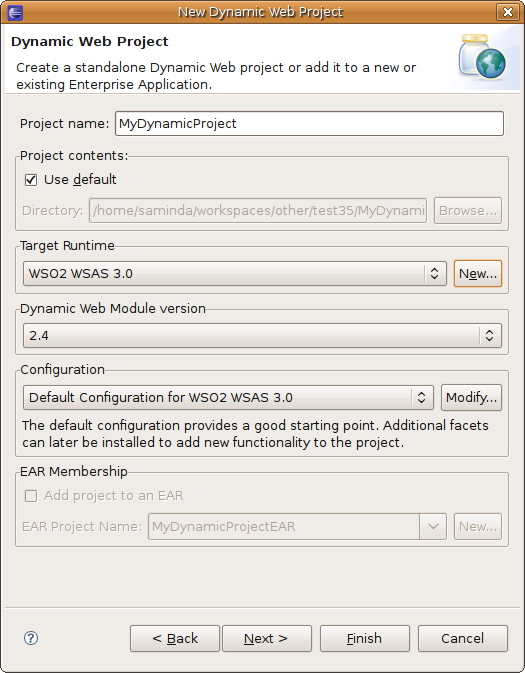 New Dynamic Web Project
Dynamic Web Project
Create a standalone Dynamic Web project or add it to a new or
existing Enterprise Application.
Project name: MyDynamicProject
Project contents:
Use default
Directory: /home/saminda/workspaces/other/test35/MyDynami Browse...
Target Runtime
WSO2 WSAS 3.0 New...
Dynamic Web Module version
2.4
Configuration
Default Configuration for WSO2 WSAS 3.0 Modify...
The default configuration provides a good starting point. Additional facets
can later be installed to add new functionality to the project.
EAR Membership
Add project to an EAR
EAR Project Name: MyDynamicProjectEAR New...
? < Back Next > Finish Cancel